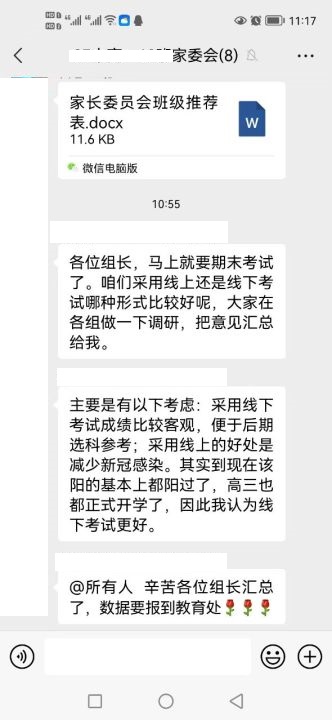 11:17
家委会(8)
家长委员会班级推荐
表.docx
11.6 KB
W
微信电脑版
10:55
各位组长，马上就要期末考试
了。咱们采用线上还是线下考
试哪种形式比较好呢，大家在
各组做一下调研，把意见汇总
给我。
主要是有以下考虑：采用线下
考试成绩比较客观，便于后期
选科参考；采用线上的好处是
减少新冠感染。其实到现在该
阳的基本上都阳过了，高三也
都正式开学了，因此我认为线
下考试更好。
@所有人 辛苦各位组长汇总
了，数据要报到教育处🌹🌹🌹